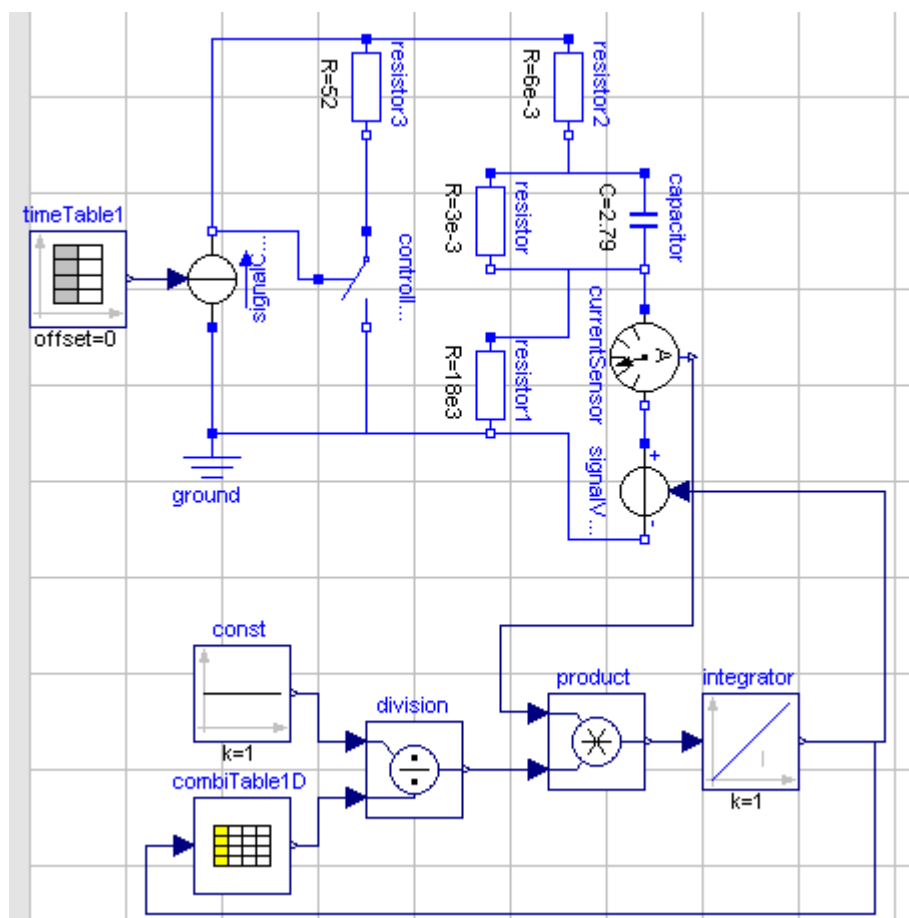 resistor3
R=52
resistor2
R=6e-3
resistor
R=3e-3
capacitor
C=2.79
timeTable1
offset=0
signalC...
controll...
currentSensor
A
resistor1
R=18e3
signalV...
+
-
ground
const
k=1
division
product
integrator
I
k=1
combiTable1D